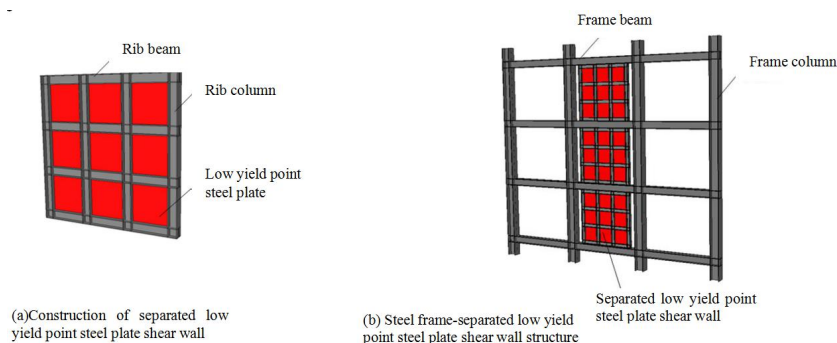 Rib beam
Rib column
Low yield point
steel plate
(a)Construction of separated low
yield point steel plate shear wall
Frame beam
Frame column
Separated low yield point
steel plate shear wall
(b) Steel frame-separated low yield
point steel plate shear wall structure